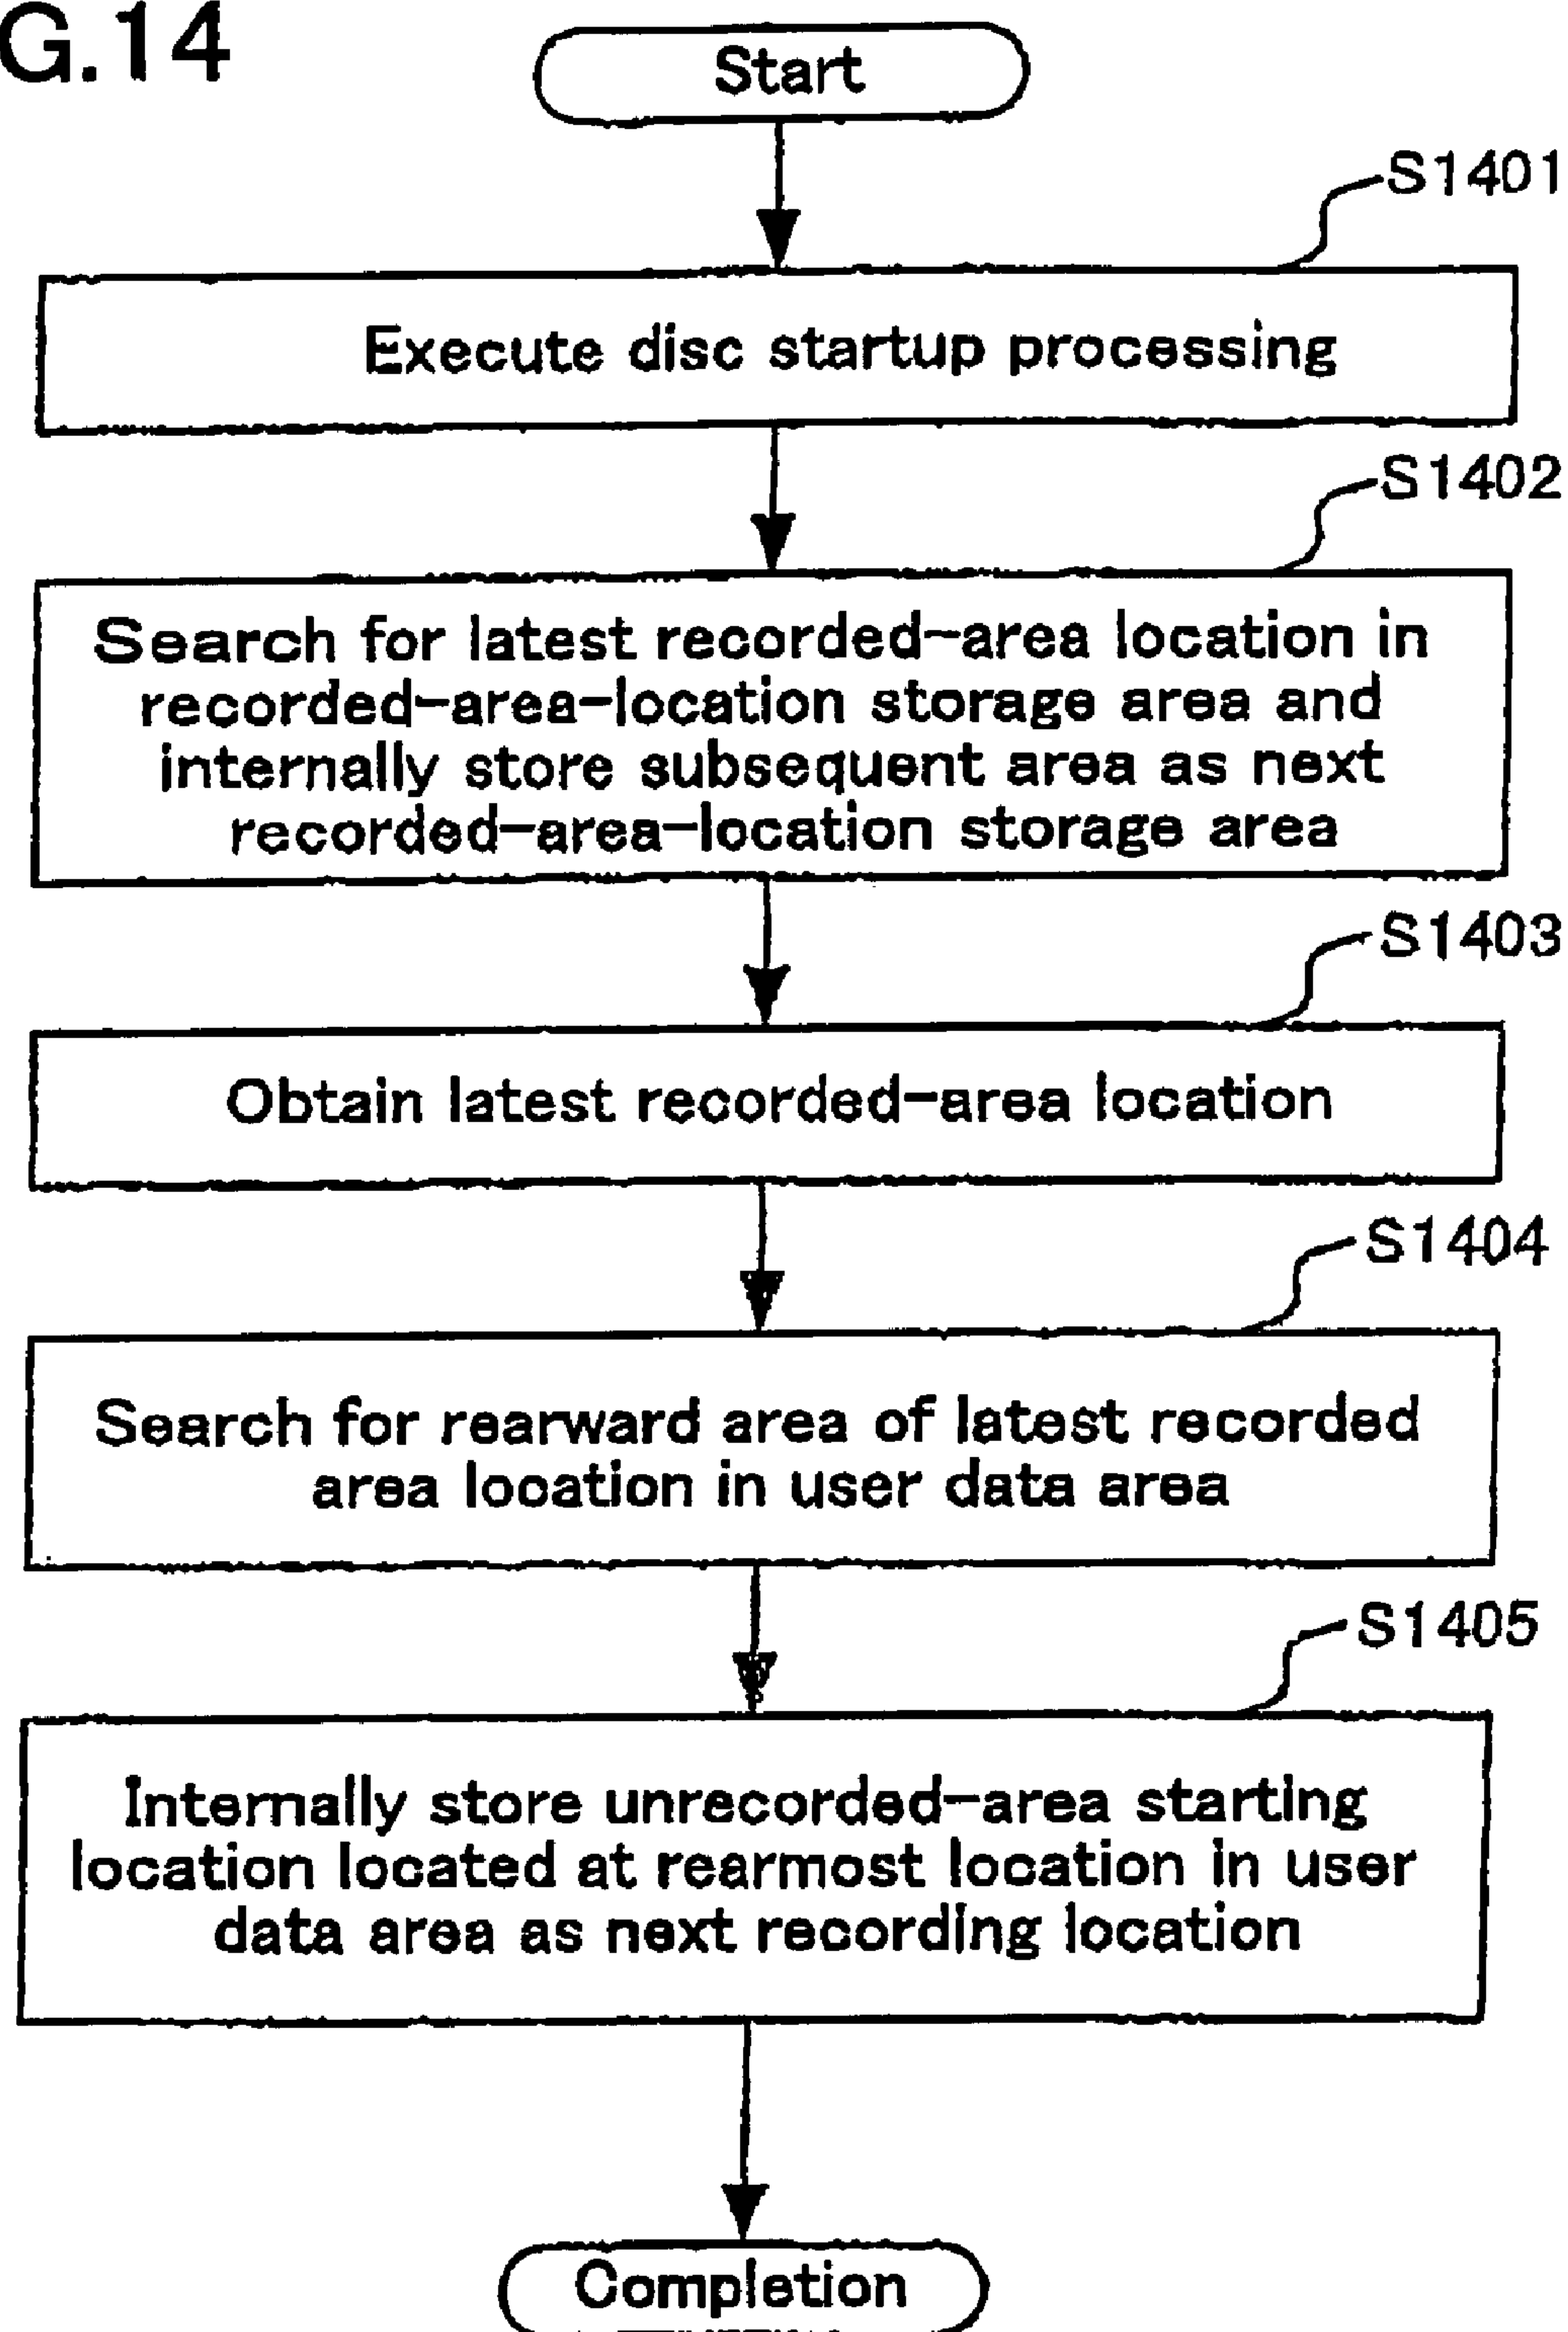 G.14
Start
S1401
Execute disc startup processing
S1402
Search for latest recorded-area location in
recorded-area-location storage area and
internally store subsequent area as next
recorded-area-location storage area
S1403
Obtain latest recorded-area location
S1404
Search for rearward area of latest recorded
area location in user data area
S1405
Internally store unrecorded-area starting
location located at rearmost location in user
data area as next recording location
Completion